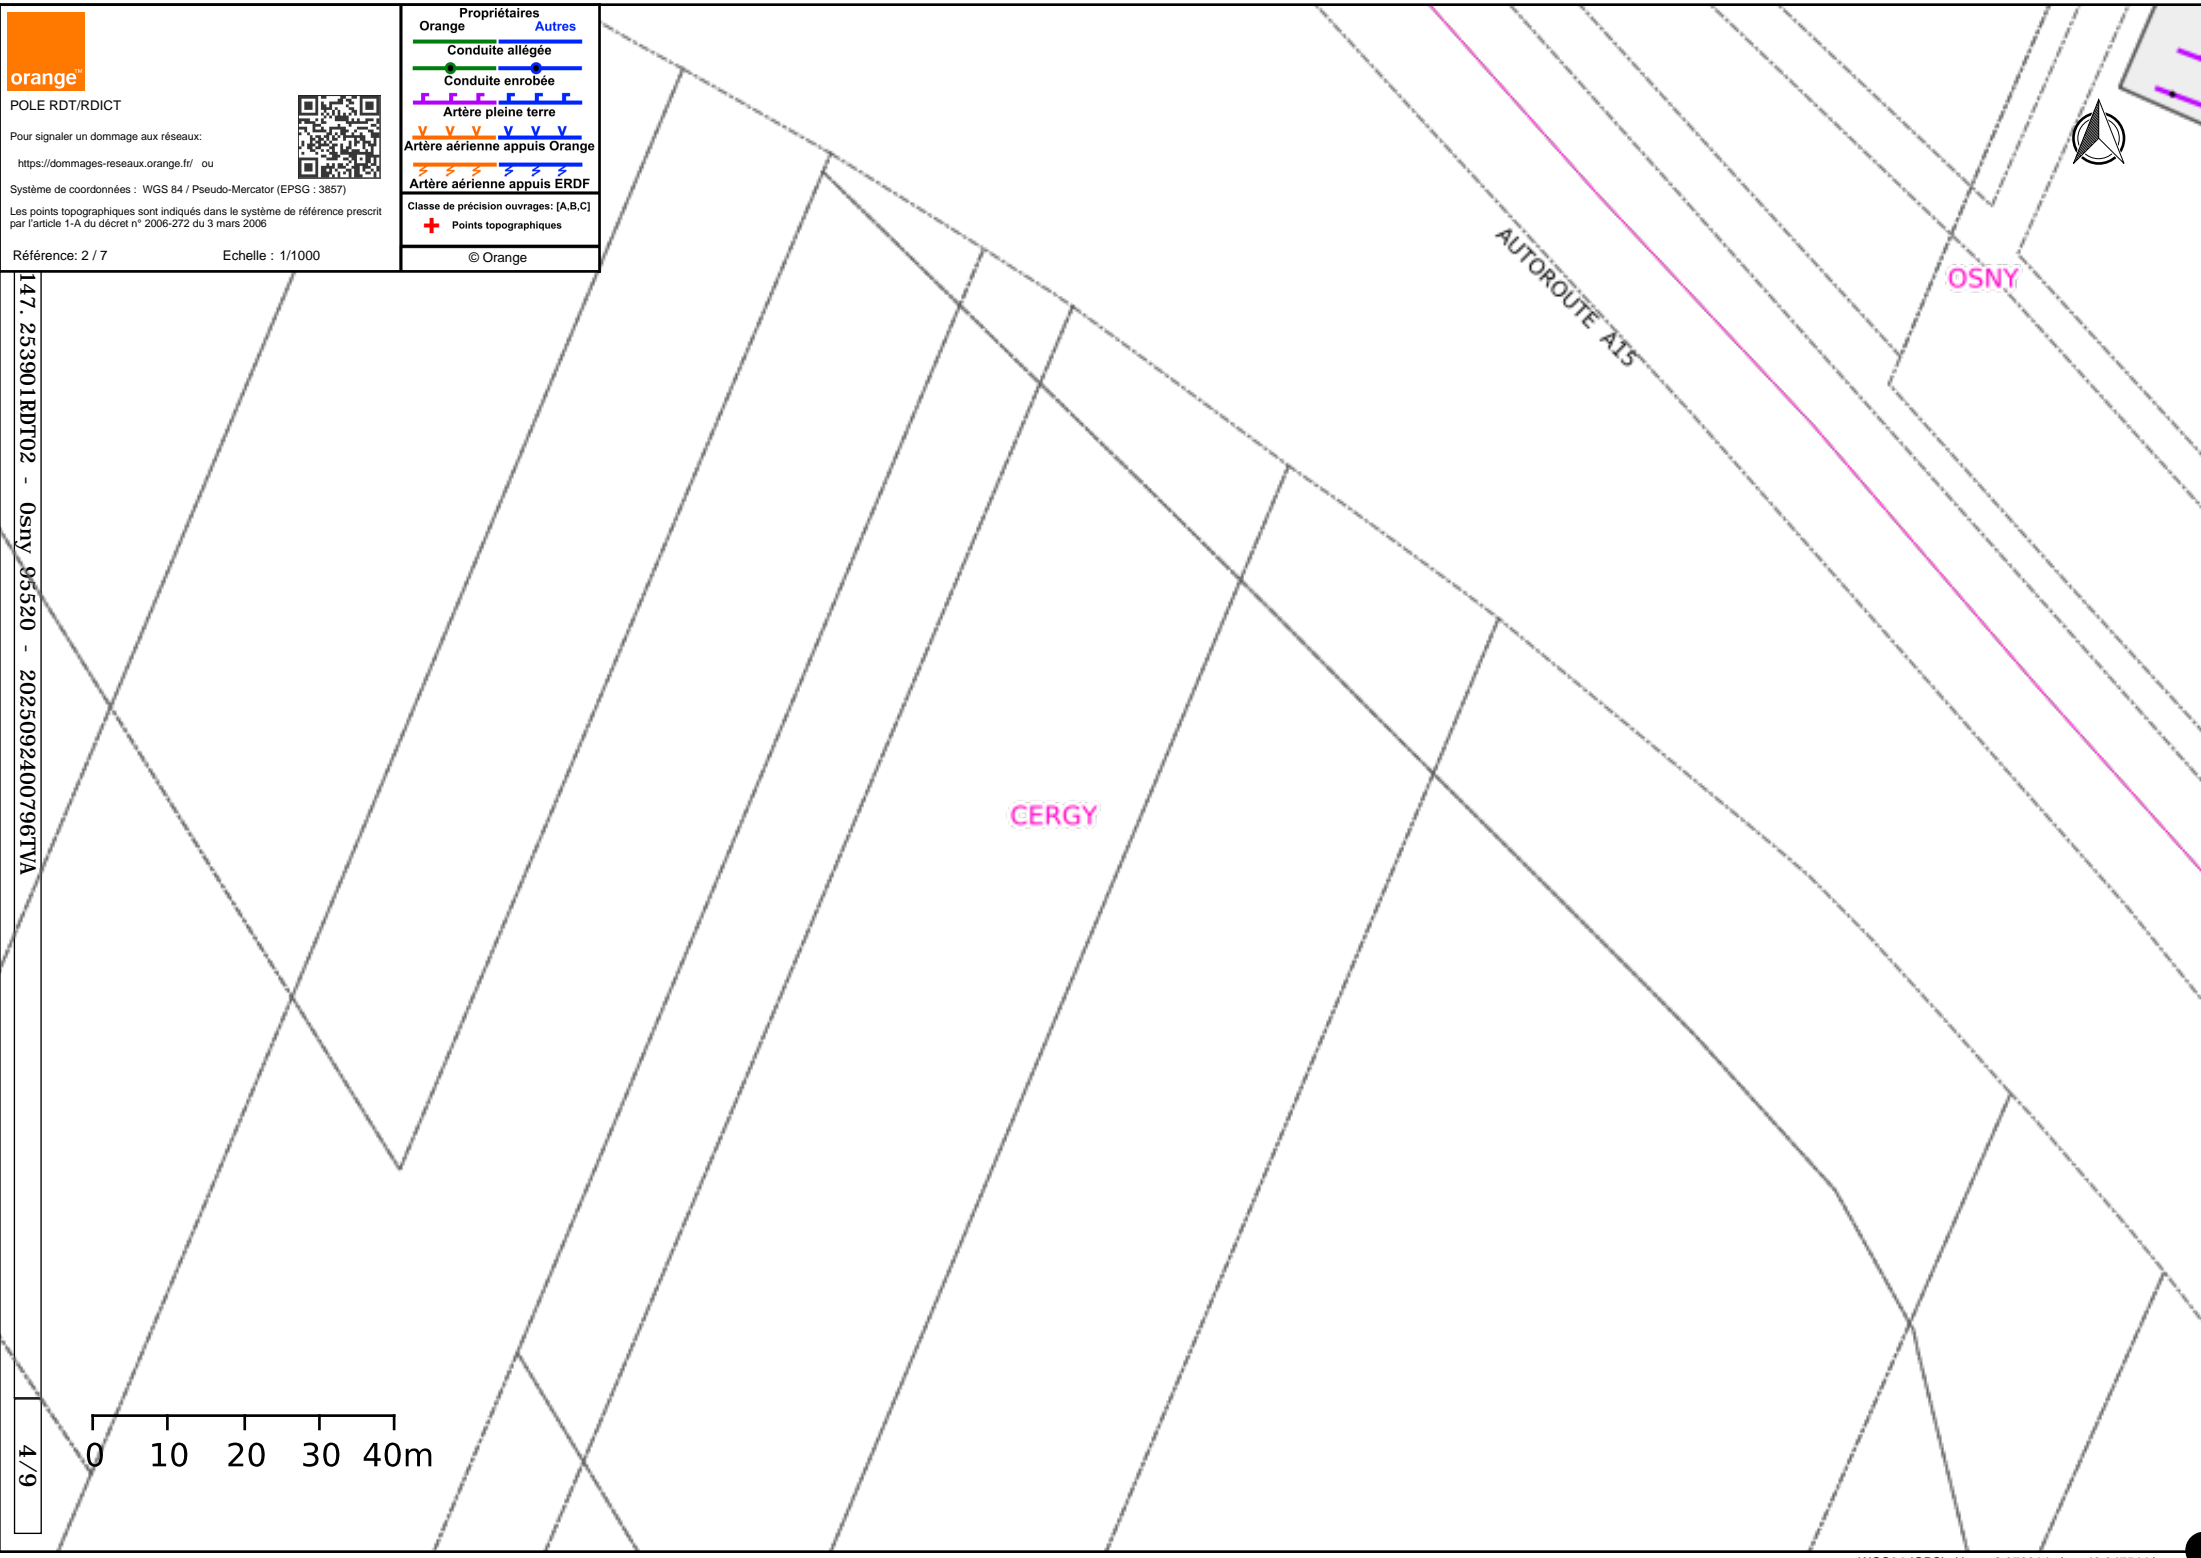 orange™
POLE RDT/RDICT
Pour signaler un dommage aux réseaux:
https://dommages-reseaux.orange.fr/ ou
Système de coordonnées : WGS 84 / Pseudo-Mercator (EPSG : 3857)
Les points topographiques sont indiqués dans le système de référence prescrit
par l'article 1-A du décret n° 2006-272 du 3 mars 2006
Référence: 2 / 7 Echelle : 1/1000
Propriétaires
Orange Autres
Conduite allégée
Conduite enrobée
Artère pleine terre
Artère aérienne appuis Orange
Artère aérienne appuis ERDF
Classe de précision ouvrages: [A,B,C]
Points topographiques
© Orange
AUTOROUTE A15
OSNY
CERGY
147. 253901RDT02 - Osny 95520 - 2025092400796TVA
4/9
0 10 20 30 40m